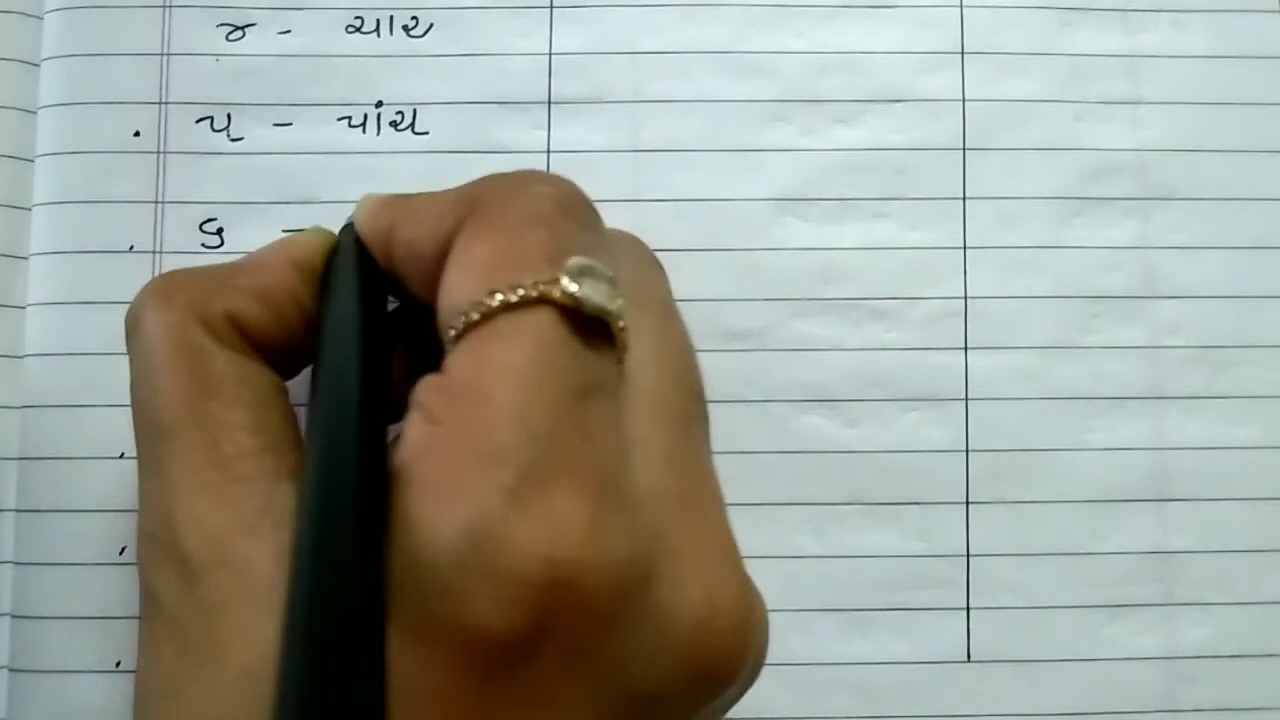 ૪ - ચાર
૫ - પાંચ
૬ -